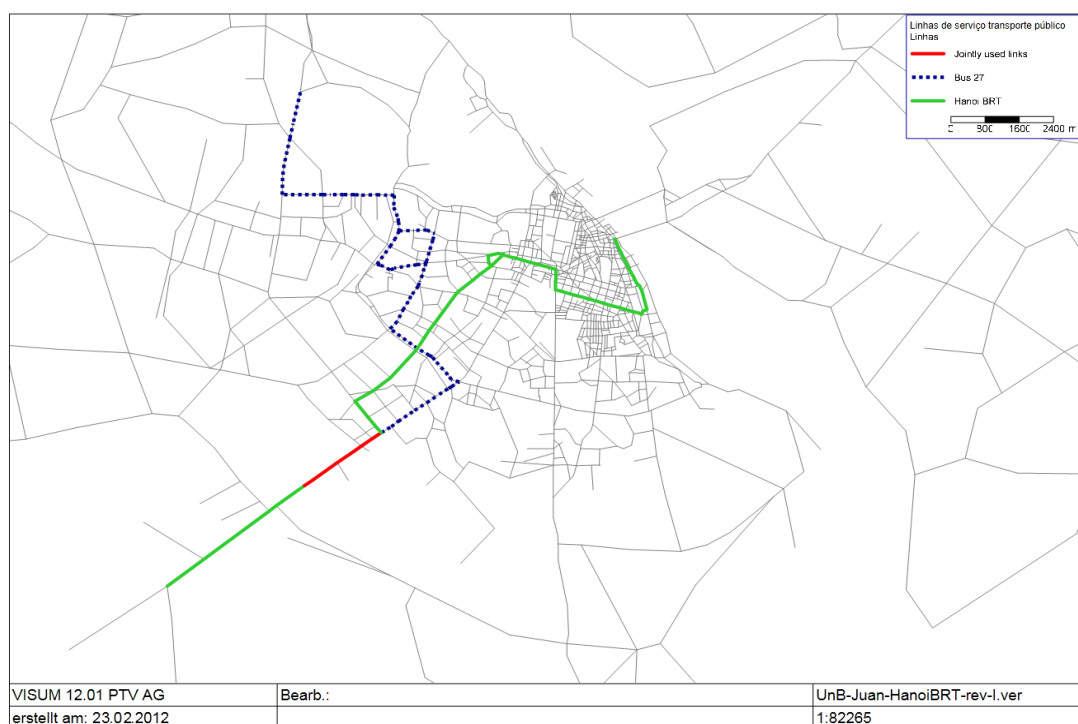 Linhas de serviço transporte público
Linhas
Jointly used links
Bus 27
Hanoi BRT
0 800 1600 2400 m
VISUM 12.01 PTV AG
Bearb.:
UnB-Juan-HanoiBRT-rev-I.ver
erstellt am: 23.02.2012
1:82265